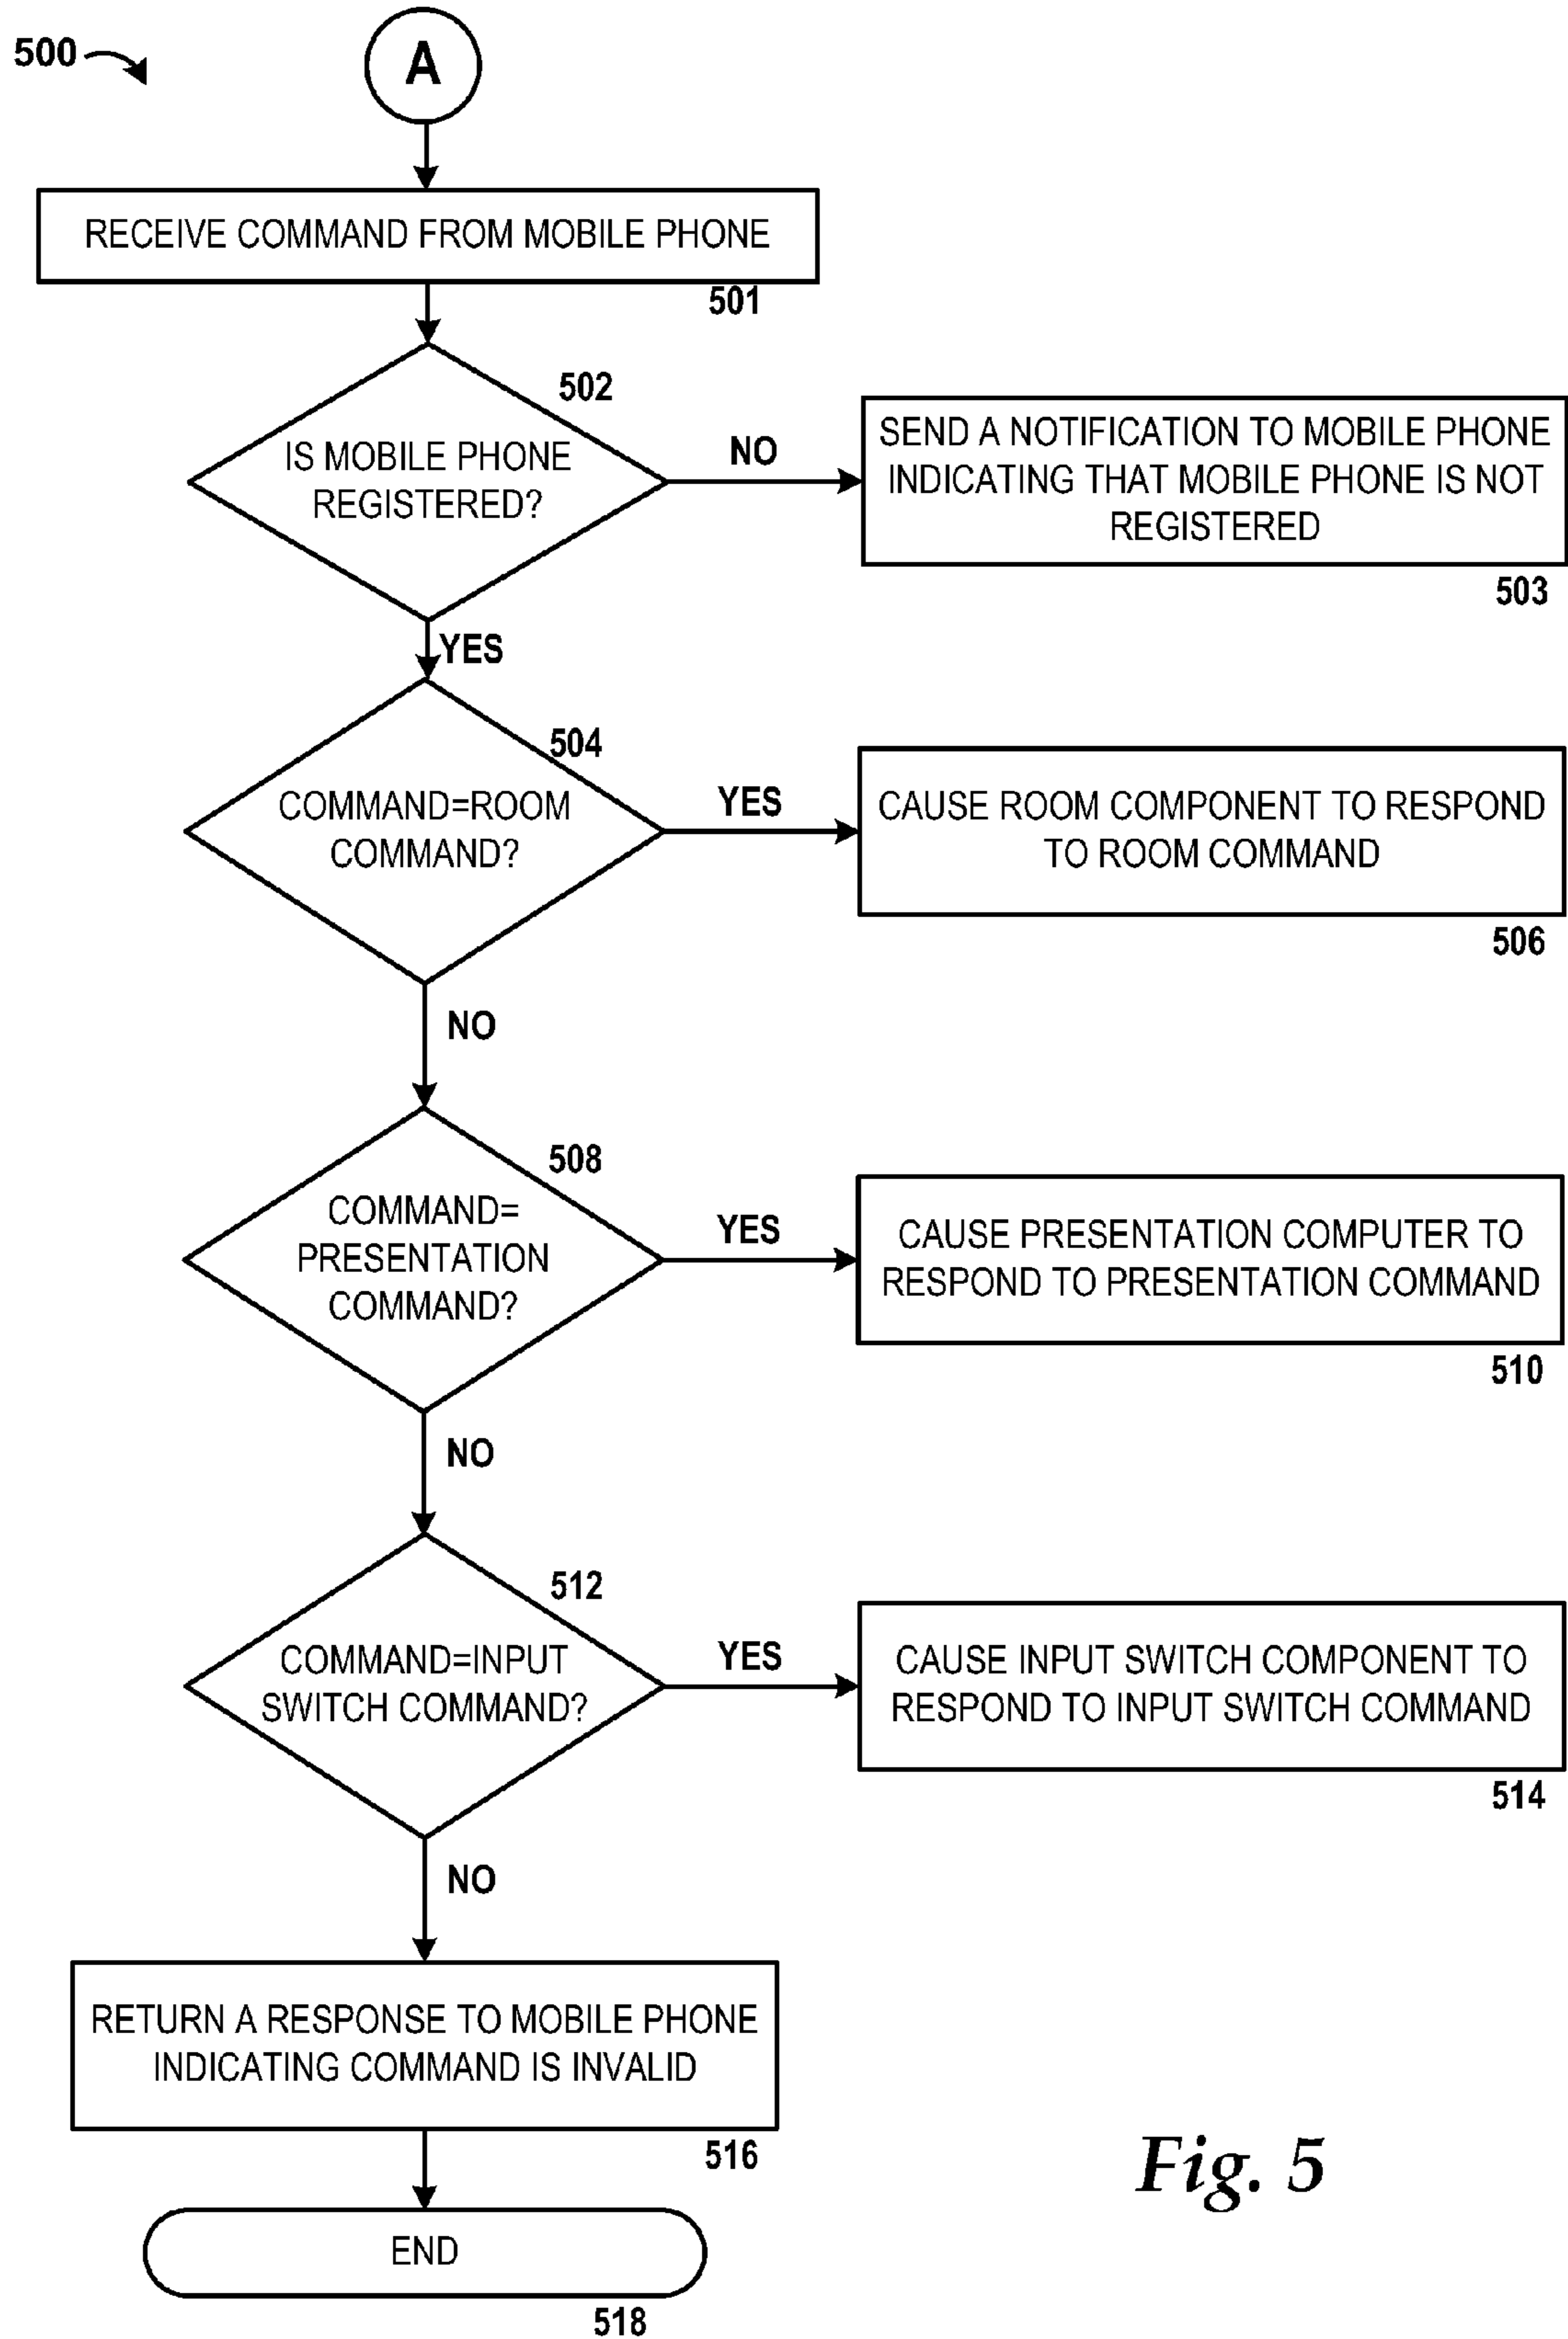 500
A
RECEIVE COMMAND FROM MOBILE PHONE
501
502
IS MOBILE PHONE
REGISTERED?
NO
SEND A NOTIFICATION TO MOBILE PHONE
INDICATING THAT MOBILE PHONE IS NOT
REGISTERED
503
YES
504
COMMAND=ROOM
COMMAND?
YES
CAUSE ROOM COMPONENT TO RESPOND
TO ROOM COMMAND
506
NO
508
COMMAND=
PRESENTATION
COMMAND?
YES
CAUSE PRESENTATION COMPUTER TO
RESPOND TO PRESENTATION COMMAND
510
NO
512
COMMAND=INPUT
SWITCH COMMAND?
YES
CAUSE INPUT SWITCH COMPONENT TO
RESPOND TO INPUT SWITCH COMMAND
514
NO
RETURN A RESPONSE TO MOBILE PHONE
INDICATING COMMAND IS INVALID
516
END
518
Fig. 5